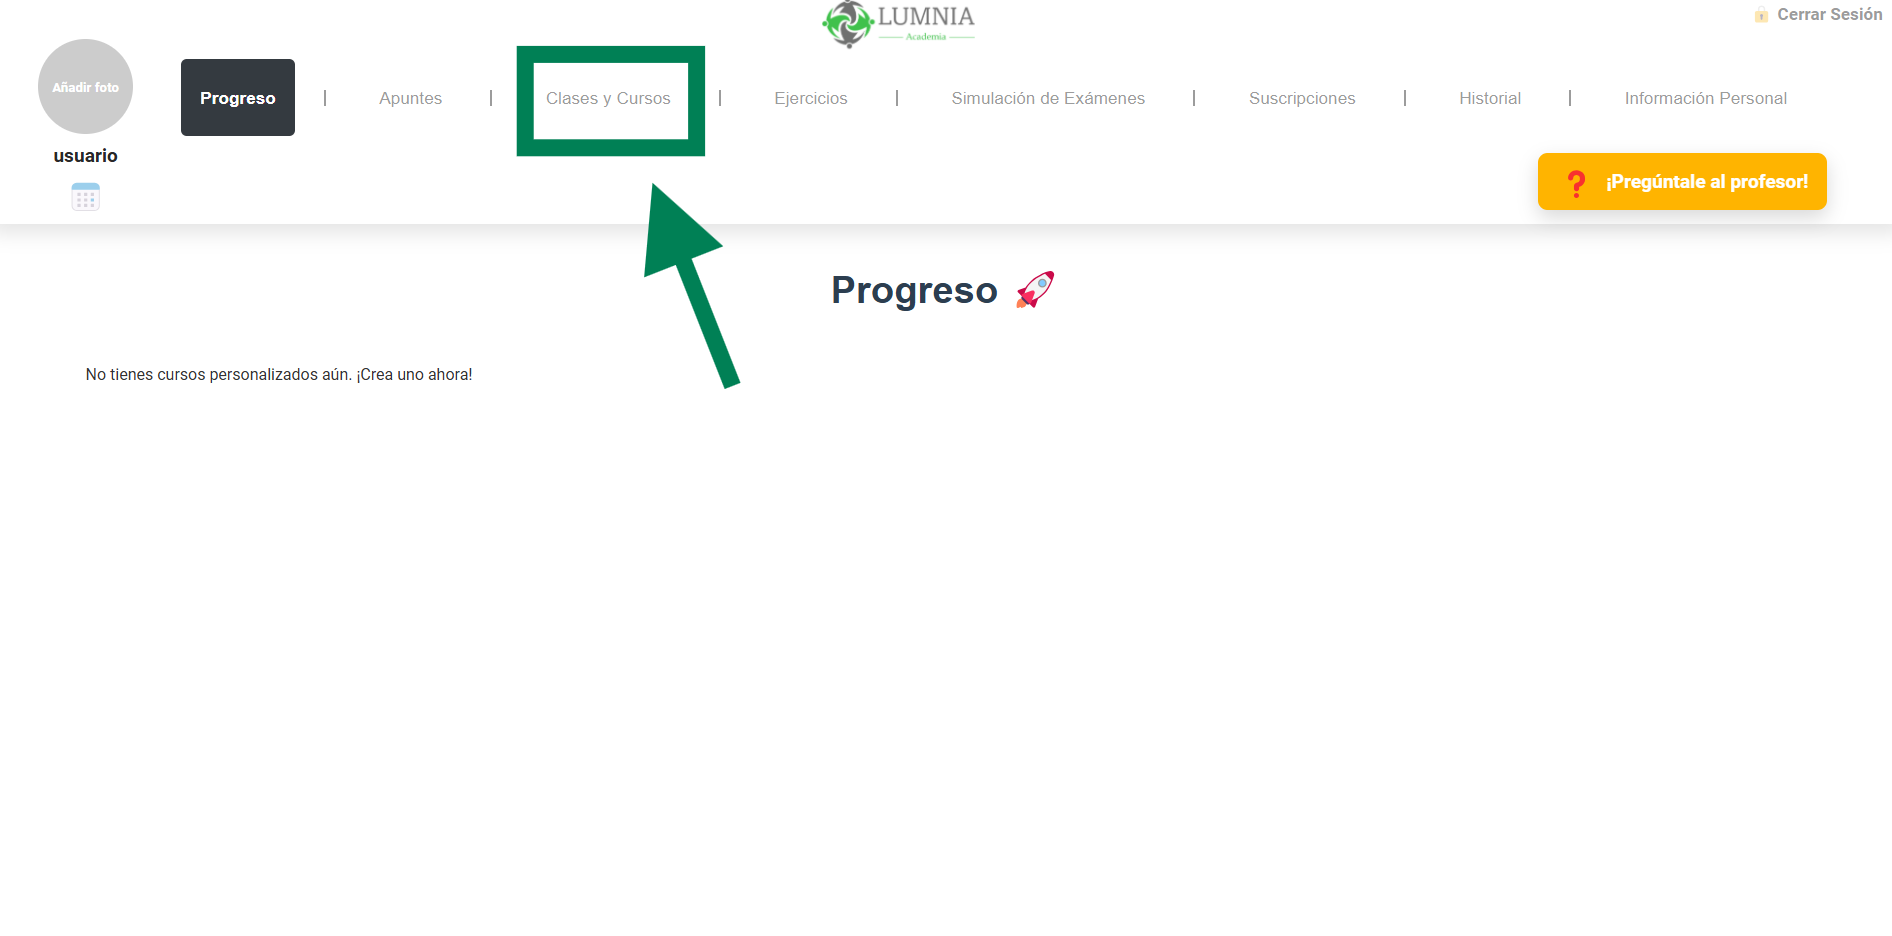 LUMNIA
Academia
Cerrar Sesión
Añadir foto
usuario
Progreso | Apuntes | Clases y Cursos | Ejercicios | Simulación de Exámenes | Suscripciones | Historial | Información Personal
❓ ¡Pregúntale al profesor!
Progreso 🚀
No tienes cursos personalizados aún. ¡Crea uno ahora!